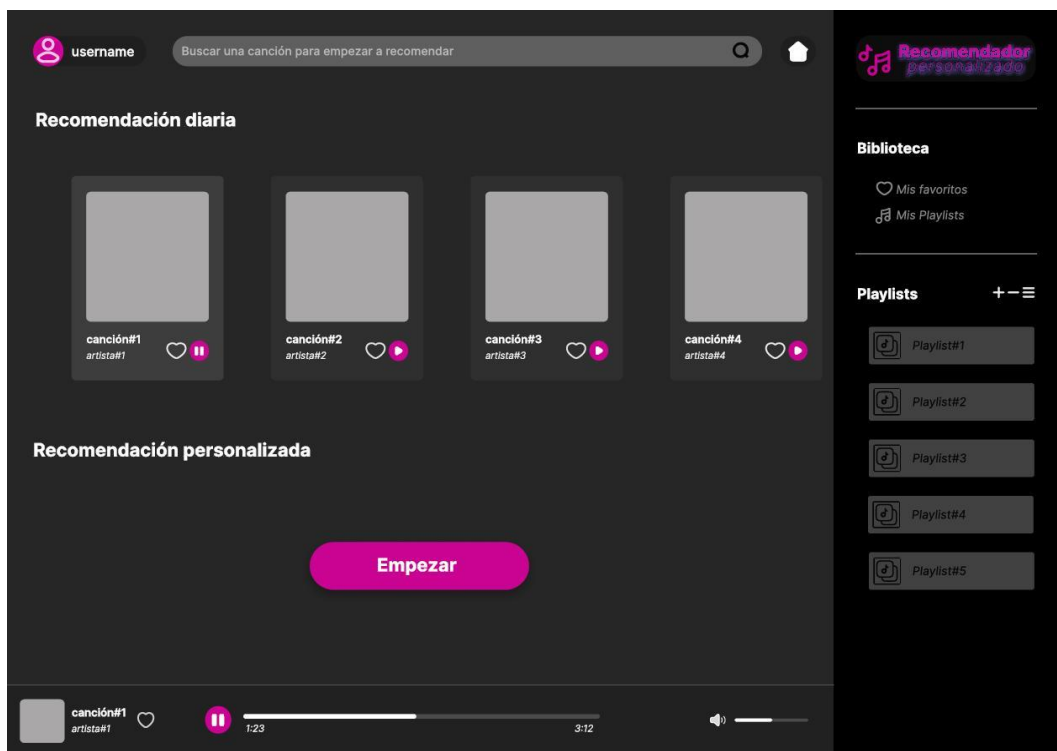 username
Buscar una canción para empezar a recomendar
Recomendador
personalizado
Recomendación diaria
canción#1
artista#1
canción#2
artista#2
canción#3
artista#3
canción#4
artista#4
Recomendación personalizada
Empezar
canción#1
artista#1
1:23
3:12
Biblioteca
Mis favoritos
Mis Playlists
Playlists
Playlist#1
Playlist#2
Playlist#3
Playlist#4
Playlist#5